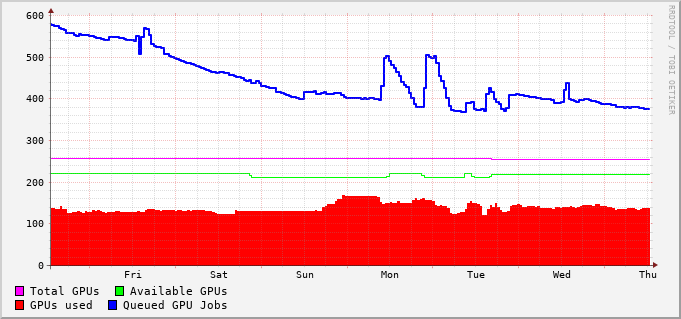 600
500
400
300
200
100
0
Fri Sat Sun Mon Tue Wed Thu
Total GPUs Available GPUs
GPUs used Queued GPU Jobs
RRDTOOL / TOBI OETIKER